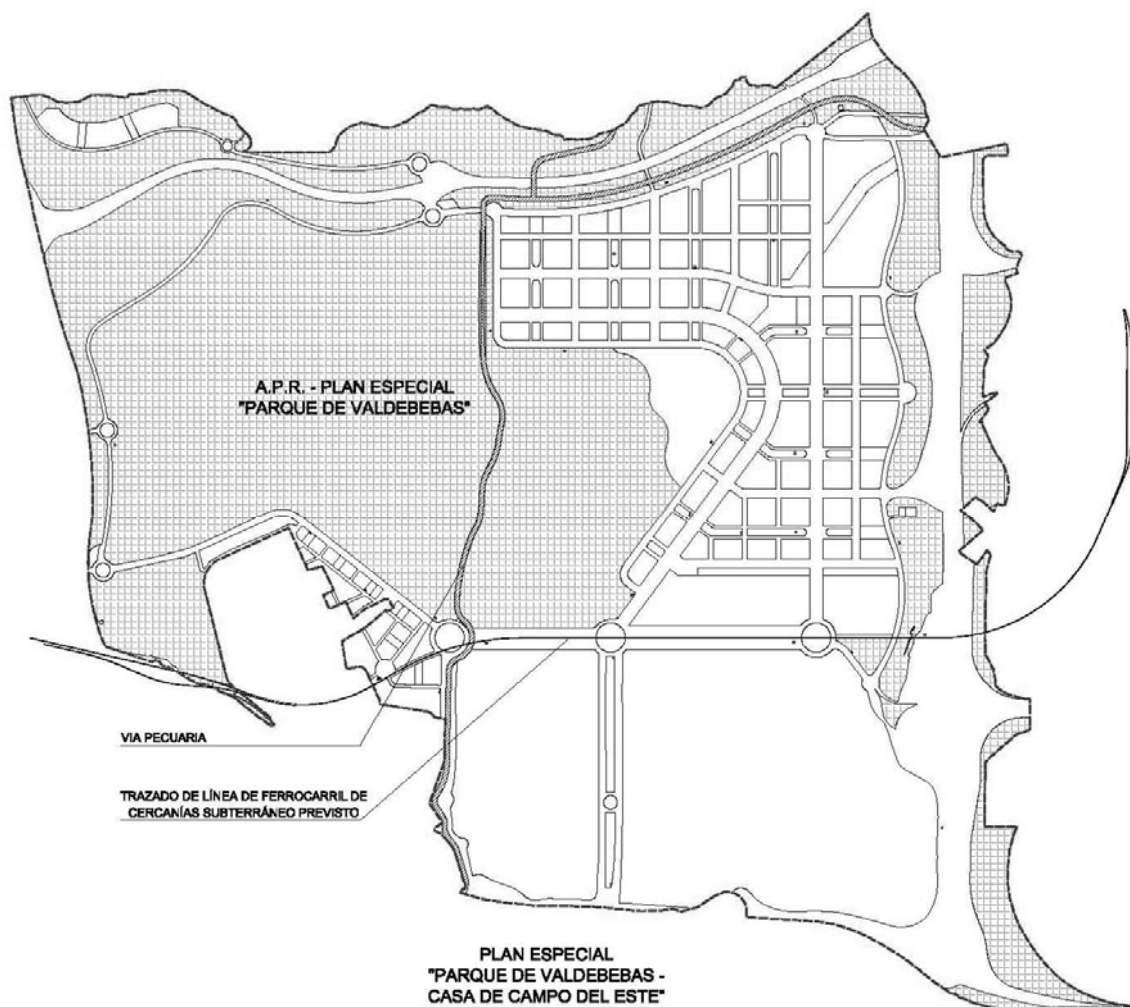 A.P.R. - PLAN ESPECIAL
"PARQUE DE VALDEBEBAS"
VIA PECUARIA
TRAZADO DE LÍNEA DE FERROCARRIL DE
CERCANÍAS SUBTERRÁNEO PREVISTO
PLAN ESPECIAL
"PARQUE DE VALDEBEBAS -
CASA DE CAMPO DEL ESTE"